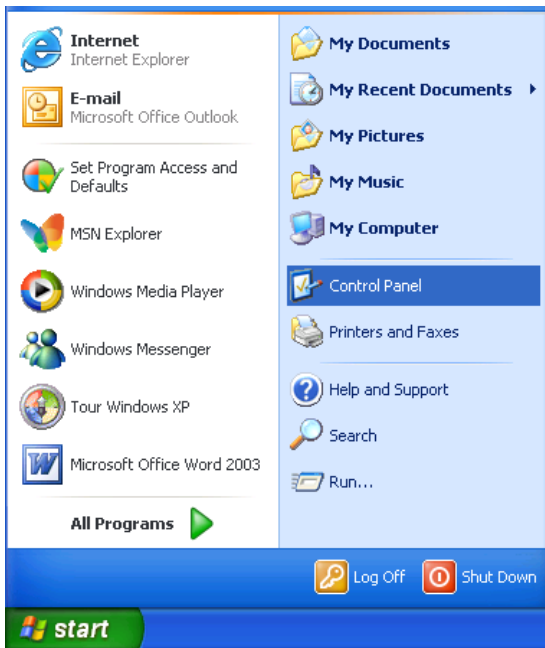 Internet
Internet Explorer
E-mail
Microsoft Office Outlook
Set Program Access and
Defaults
MSN Explorer
Windows Media Player
Windows Messenger
Tour Windows XP
Microsoft Office Word 2003
All Programs
My Documents
My Recent Documents
My Pictures
My Music
My Computer
Control Panel
Printers and Faxes
Help and Support
Search
Run...
Log Off
Shut Down
start